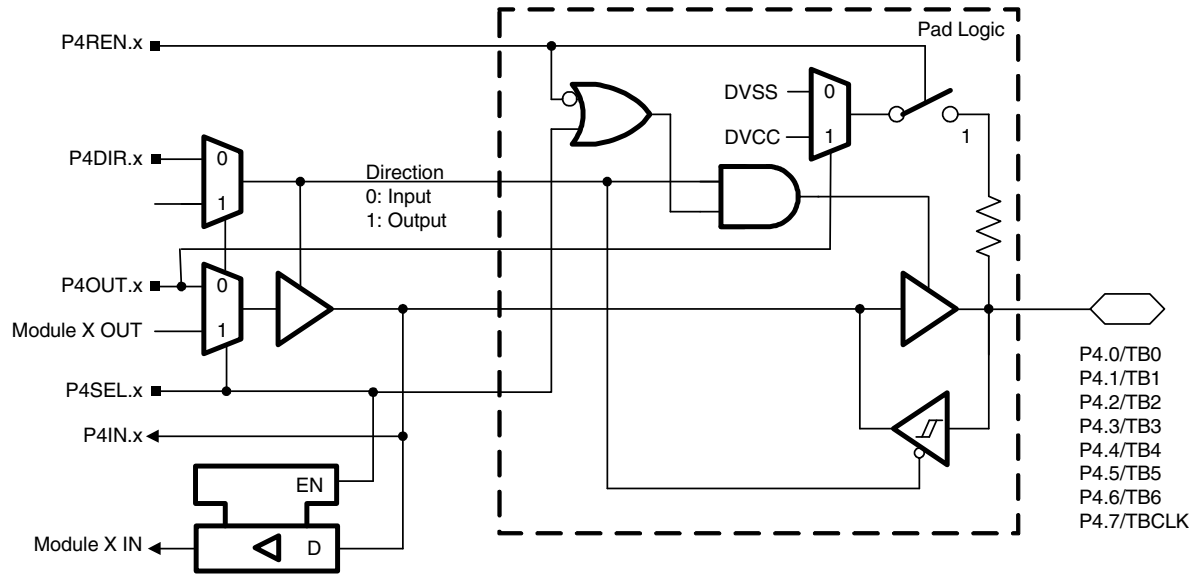 Pad Logic
P4REN.x
DVSS
0
DVCC
1
1
P4DIR.x
0
1
Direction
0: Input
1: Output
P4OUT.x
0
Module X OUT
1
P4SEL.x
P4IN.x
EN
Module X IN
D
P4.0/TB0
P4.1/TB1
P4.2/TB2
P4.3/TB3
P4.4/TB4
P4.5/TB5
P4.6/TB6
P4.7/TBCLK